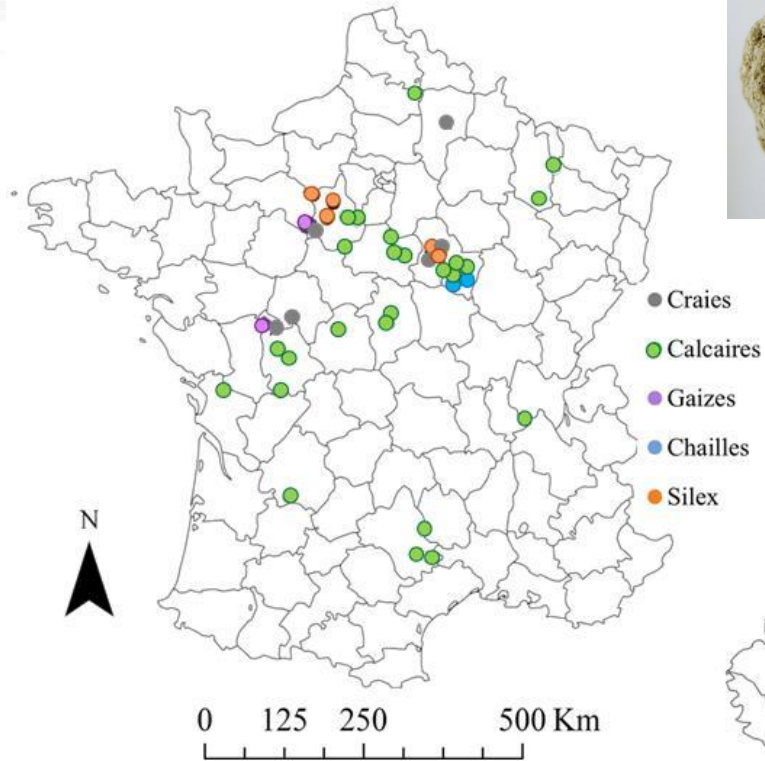 Craies
Calcaires
Gaizes
Chailles
Silex
N
0 125 250 500 Km